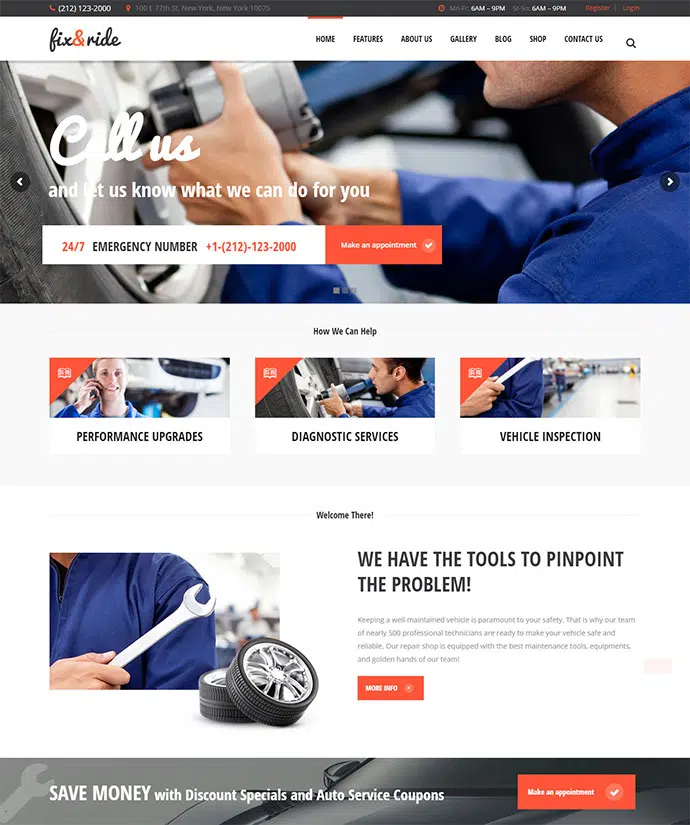 (212) 123-2000 100 E 77th St, New York, New York 10075 Mn-Fr: 6AM – 9PM St-Sn: 6AM – 9PM Register | Login
fix&ride HOME FEATURES ABOUT US GALLERY BLOG SHOP CONTACT US
Call us
and let us know what we can do for you
24/7 EMERGENCY NUMBER +1-(212)-123-2000 Make an appointment
How We Can Help
PERFORMANCE UPGRADES DIAGNOSTIC SERVICES VEHICLE INSPECTION
Welcome There!
WE HAVE THE TOOLS TO PINPOINT
THE PROBLEM!
Keeping a well-maintained vehicle is paramount to your safety. That is why our team
of nearly 500 professional technicians are ready to make your vehicle safe and
reliable. Our repair shop is equipped with the best maintenance tools, equipments,
and golden hands of our team!
MORE INFO
SAVE MONEY with Discount Specials and Auto Service Coupons Make an appointment